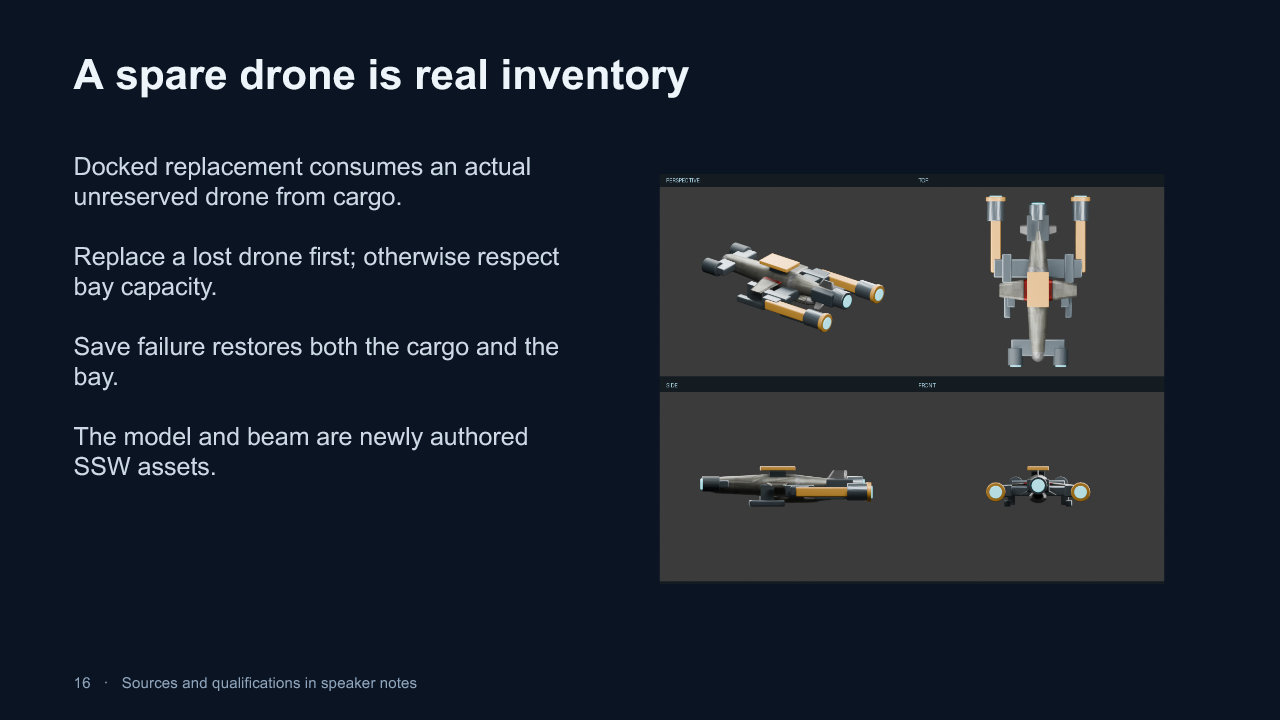 A spare drone is real inventory
Docked replacement consumes an actual
unreserved drone from cargo.
Replace a lost drone first; otherwise respect
bay capacity.
Save failure restores both the cargo and the
bay.
The model and beam are newly authored
SSW assets.
PERSPECTIVE
TOP
SIDE
FRONT
16 · Sources and qualifications in speaker notes